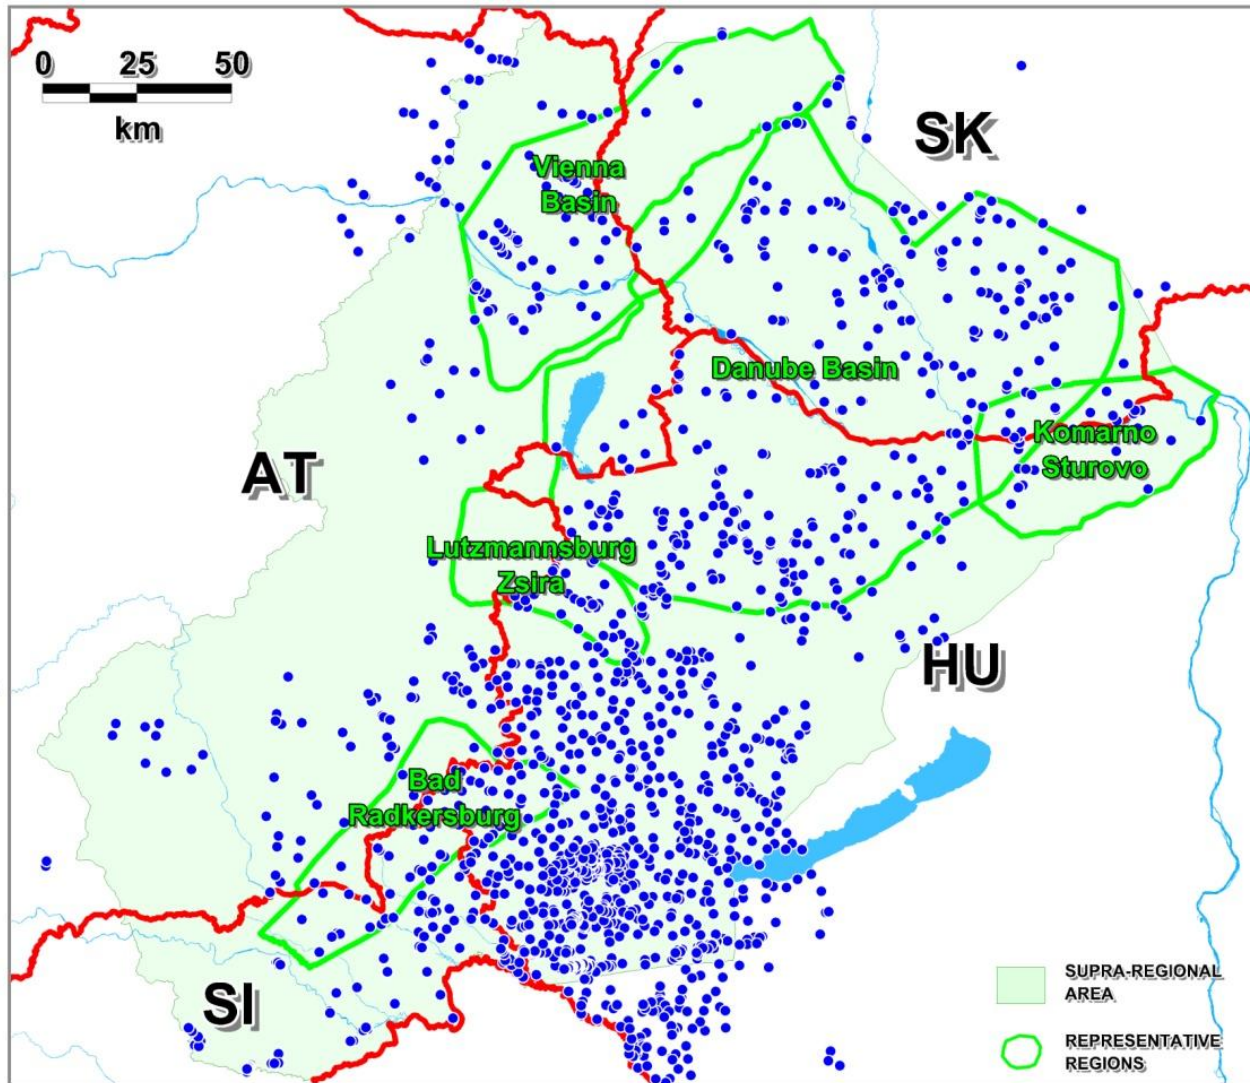 0 25 50
km
SK
Vienna
Basin
Danube Basin
Komarno
Sturovo
AT
Lutzmannsburg
Zsira
HU
Bad
Radkersburg
SI
SUPRA-REGIONAL
AREA
REPRESENTATIVE
REGIONS